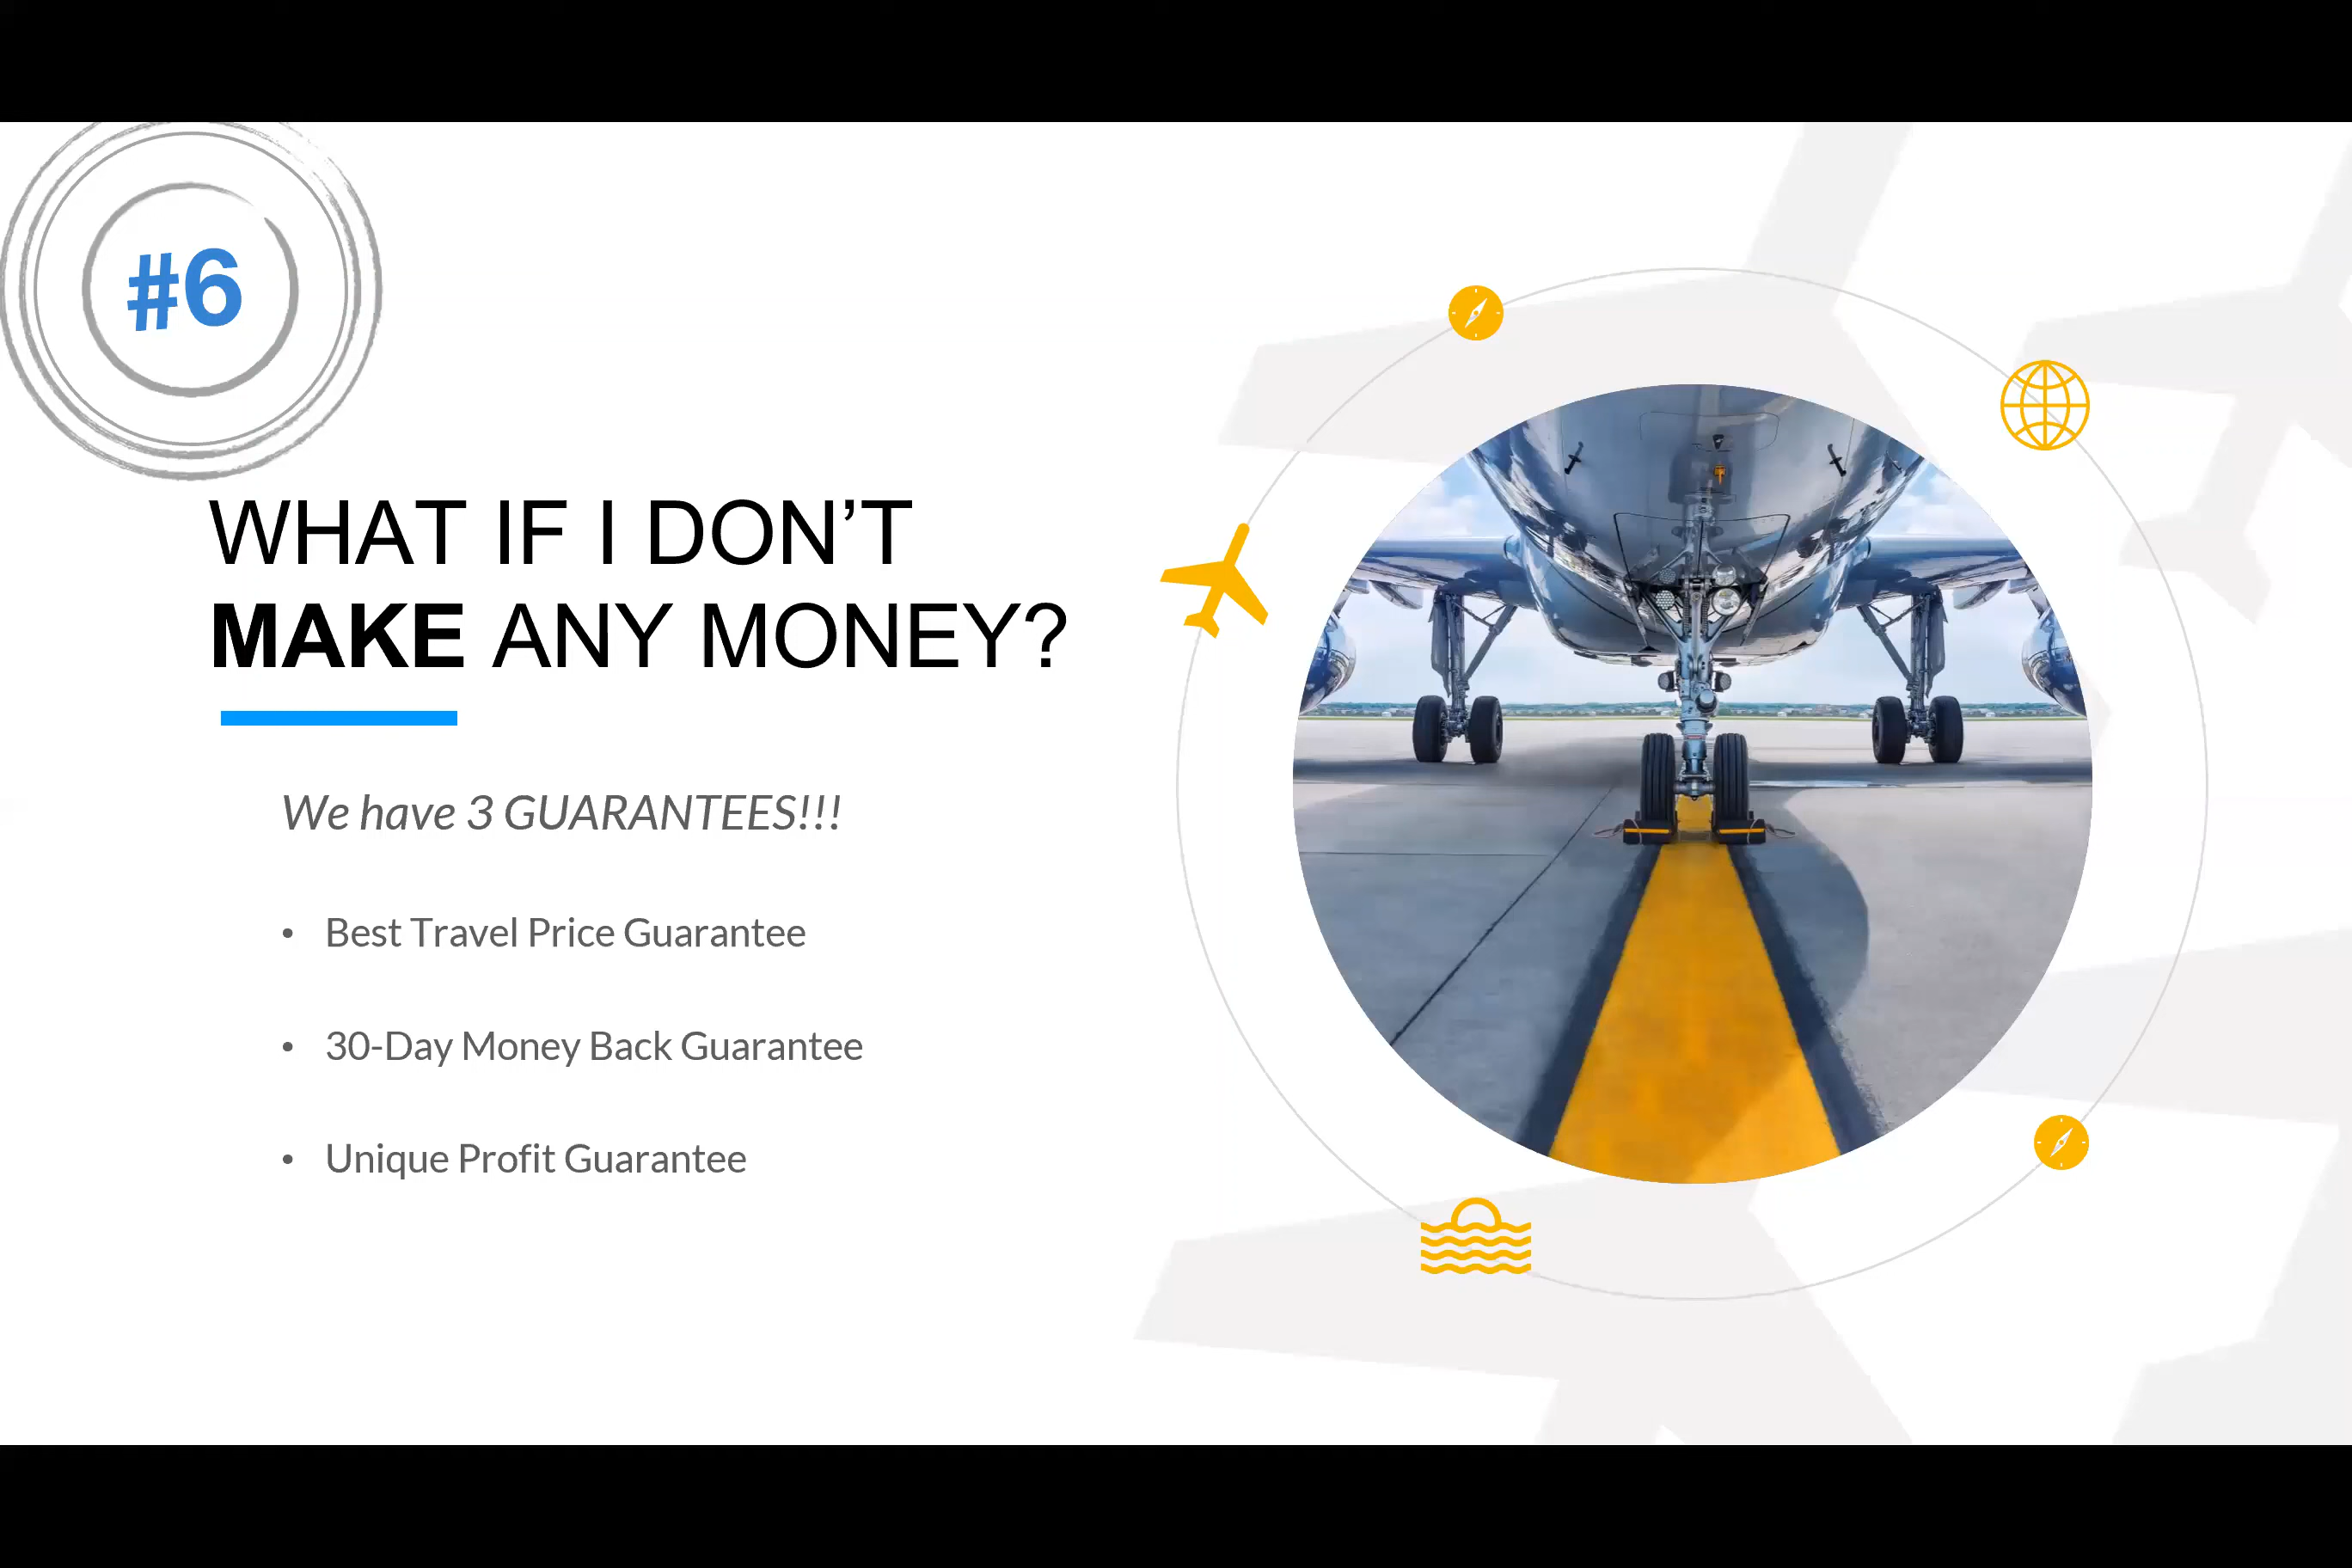 #6
WHAT IF I DON’T
MAKE ANY MONEY?
We have 3 GUARANTEES!!!
• Best Travel Price Guarantee
• 30-Day Money Back Guarantee
• Unique Profit Guarantee